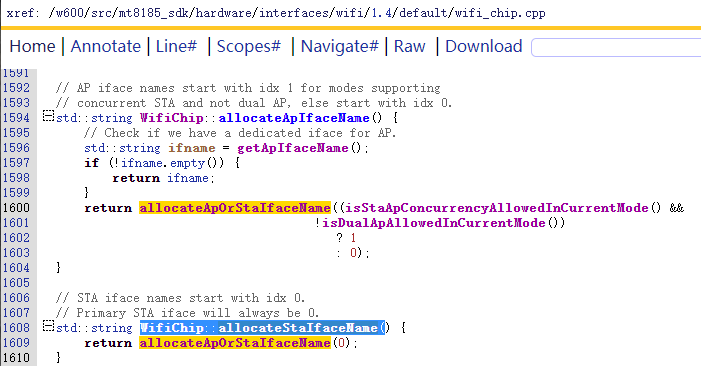 xref: /w600/src/mt8185_sdk/hardware/interfaces/wifi/1.4/default/wifi_chip.cpp
Home | Annotate | Line# | Scopes# | Navigate# | Raw | Download
1591
1592 // AP iface names start with idx 1 for modes supporting
1593 // concurrent STA and not dual AP, else start with idx 0.
1594 std::string WifiChip::allocateApIfaceName() {
1595 // Check if we have a dedicated iface for AP.
1596 std::string ifname = getApIfaceName();
1597 if (!ifname.empty()) {
1598 return ifname;
1599 }
1600 return allocateApOrStaIfaceName((isStaApConcurrencyAllowedInCurrentMode() &&
1601 !isDualApAllowedInCurrentMode())
1602 ? 1
1603 : 0);
1604 }
1605
1606 // STA iface names start with idx 0.
1607 // Primary STA iface will always be 0.
1608 std::string WifiChip::allocateStaIfaceName() {
1609 return allocateApOrStaIfaceName(0);
1610 }